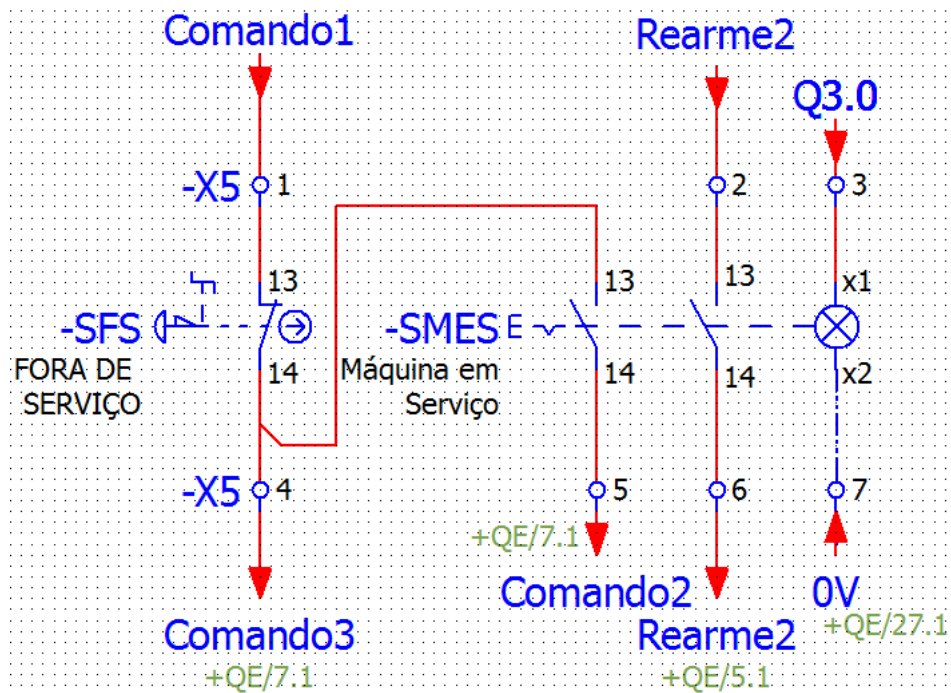 Comando1
Rearme2
Q3.0
-X5 1
2
3
13
13
13
x1
-SFS
-SMES
FORA DE
SERVIÇO
14
Máquina em
Serviço
14
14
x2
-X5 4
5
6
7
+QE/7.1
Comando2
0V
Comando3
Rearme2
+QE/27.1
+QE/7.1
+QE/5.1